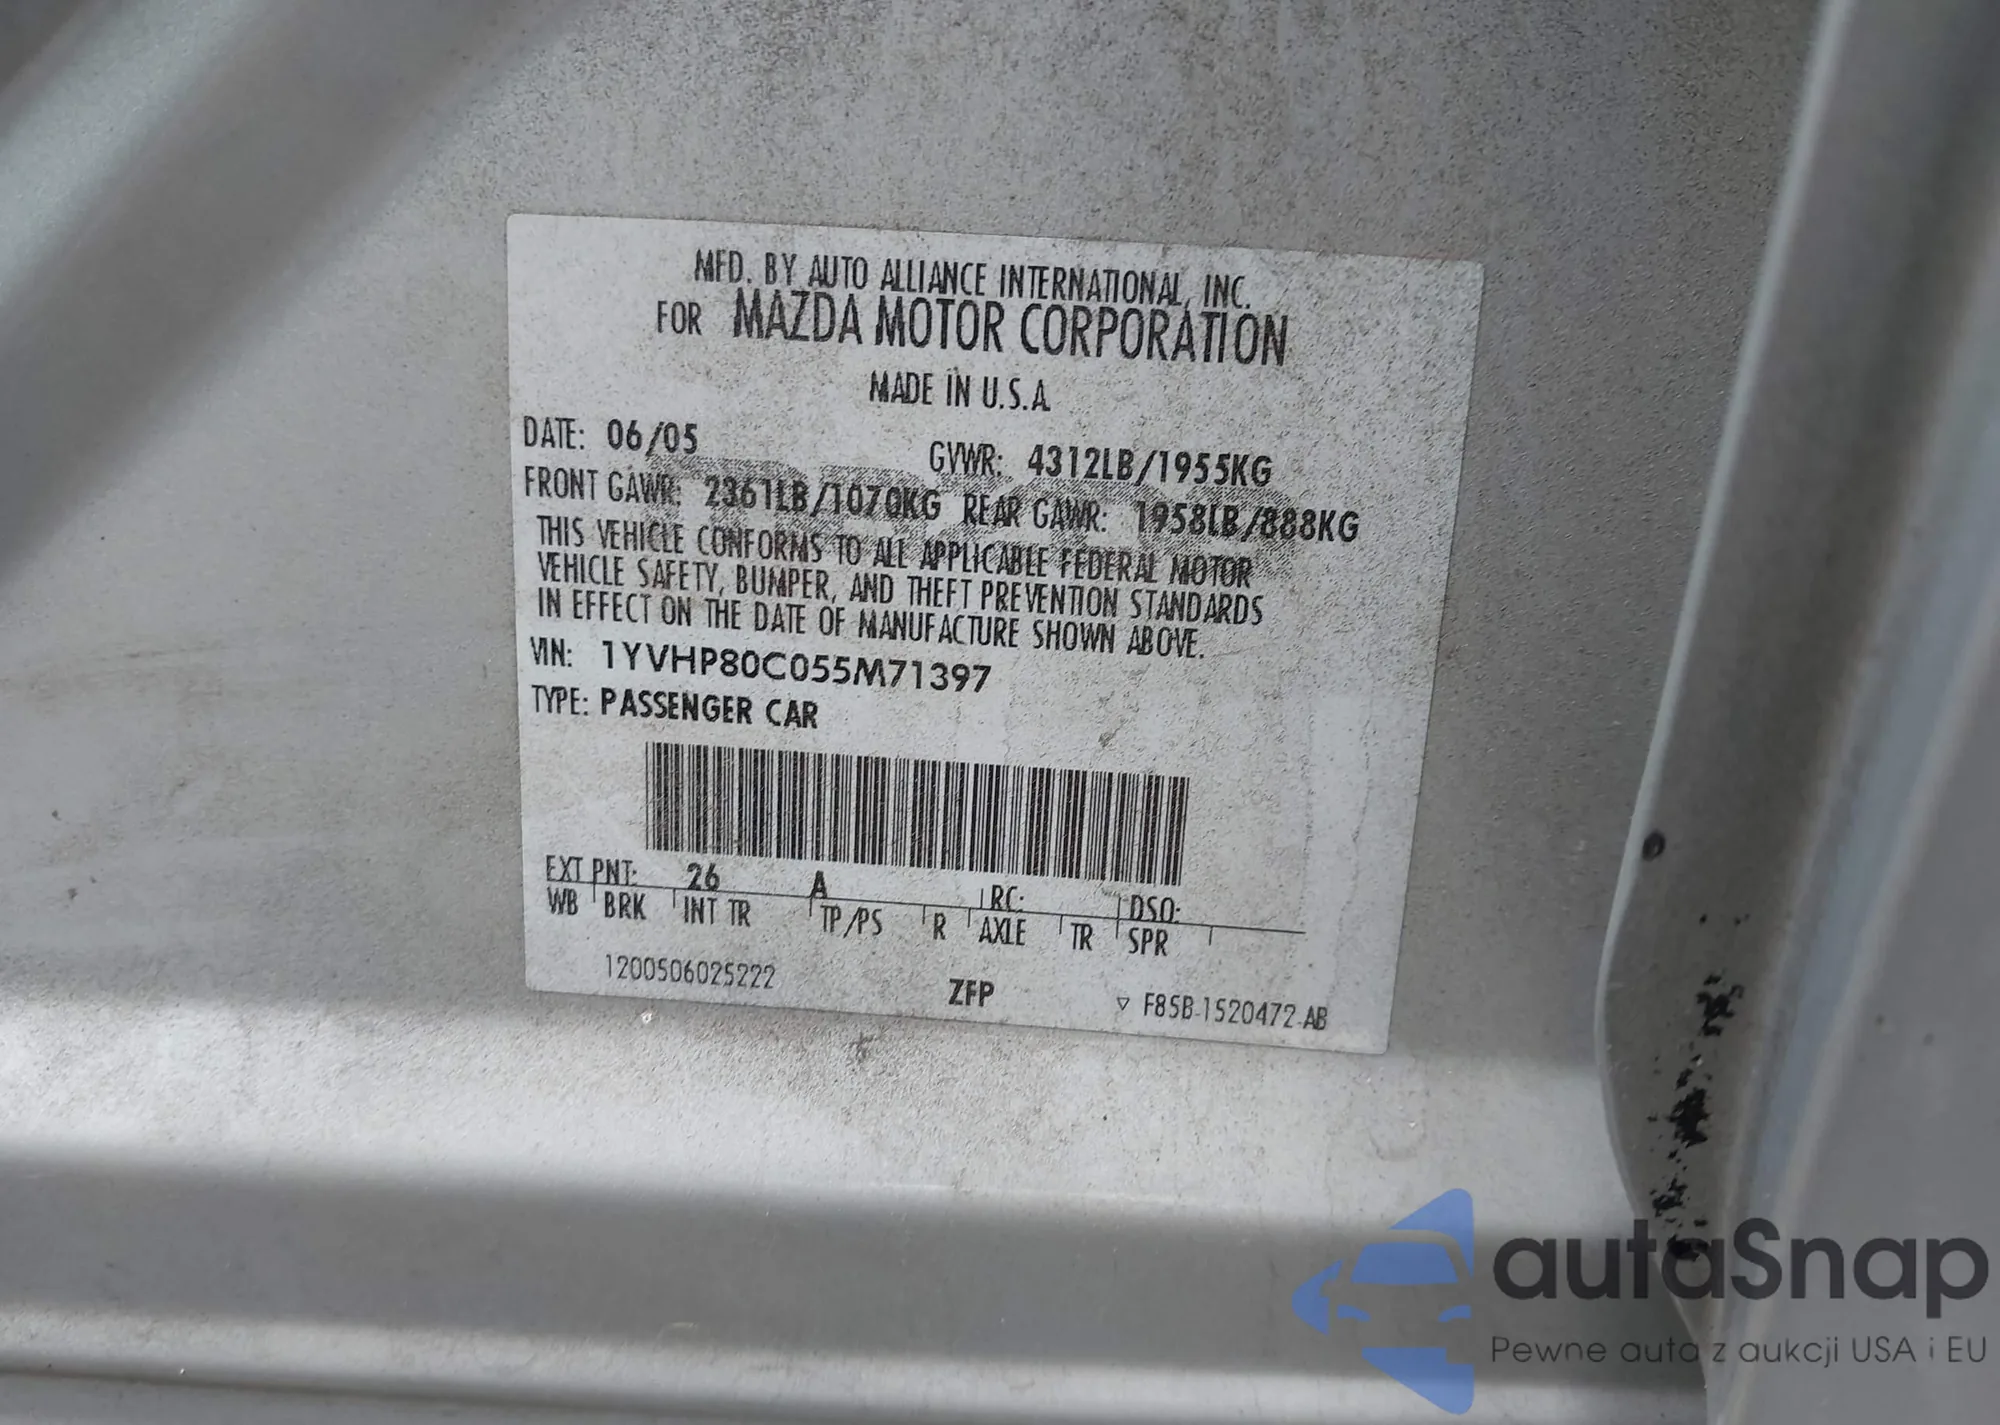 MFD. BY AUTO ALLIANCE INTERNATIONAL, INC.
FOR MAZDA MOTOR CORPORATION
MADE IN U.S.A.
DATE: 06/05 GVWR: 4312LB/1955KG
FRONT GAWR: 2361LB/1070KG REAR GAWR: 1958LB/888KG
THIS VEHICLE CONFORMS TO ALL APPLICABLE FEDERAL MOTOR
VEHICLE SAFETY, BUMPER, AND THEFT PREVENTION STANDARDS
IN EFFECT ON THE DATE OF MANUFACTURE SHOWN ABOVE.
VIN: 1YVHP80C055M71397
TYPE: PASSENGER CAR
EXT PNT: 26 A RC: DSO:
WB BRK INT TR TP/PS R AXLE TR SPR
1200506025222 ZFP F85B-1520472-AB
autaSnap
Pewne auta z aukcji USA i EU